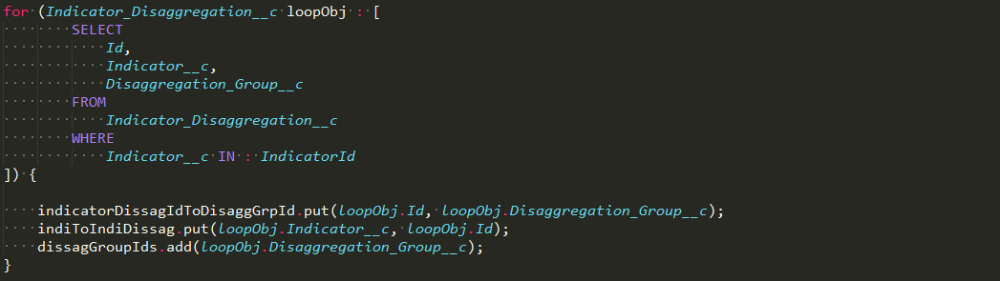 for (Indicator_Disaggregation__c loopObj : [
        SELECT
            Id,
            Indicator__c,
            Disaggregation_Group__c
        FROM
            Indicator_Disaggregation__c
        WHERE
            Indicator__c IN : IndicatorId
]) {
    indicatorDissagIdToDisaggGrpId.put(loopObj.Id, loopObj.Disaggregation_Group__c);
    indiToIndiDissag.put(loopObj.Indicator__c, loopObj.Id);
    dissagGroupIds.add(loopObj.Disaggregation_Group__c);
}